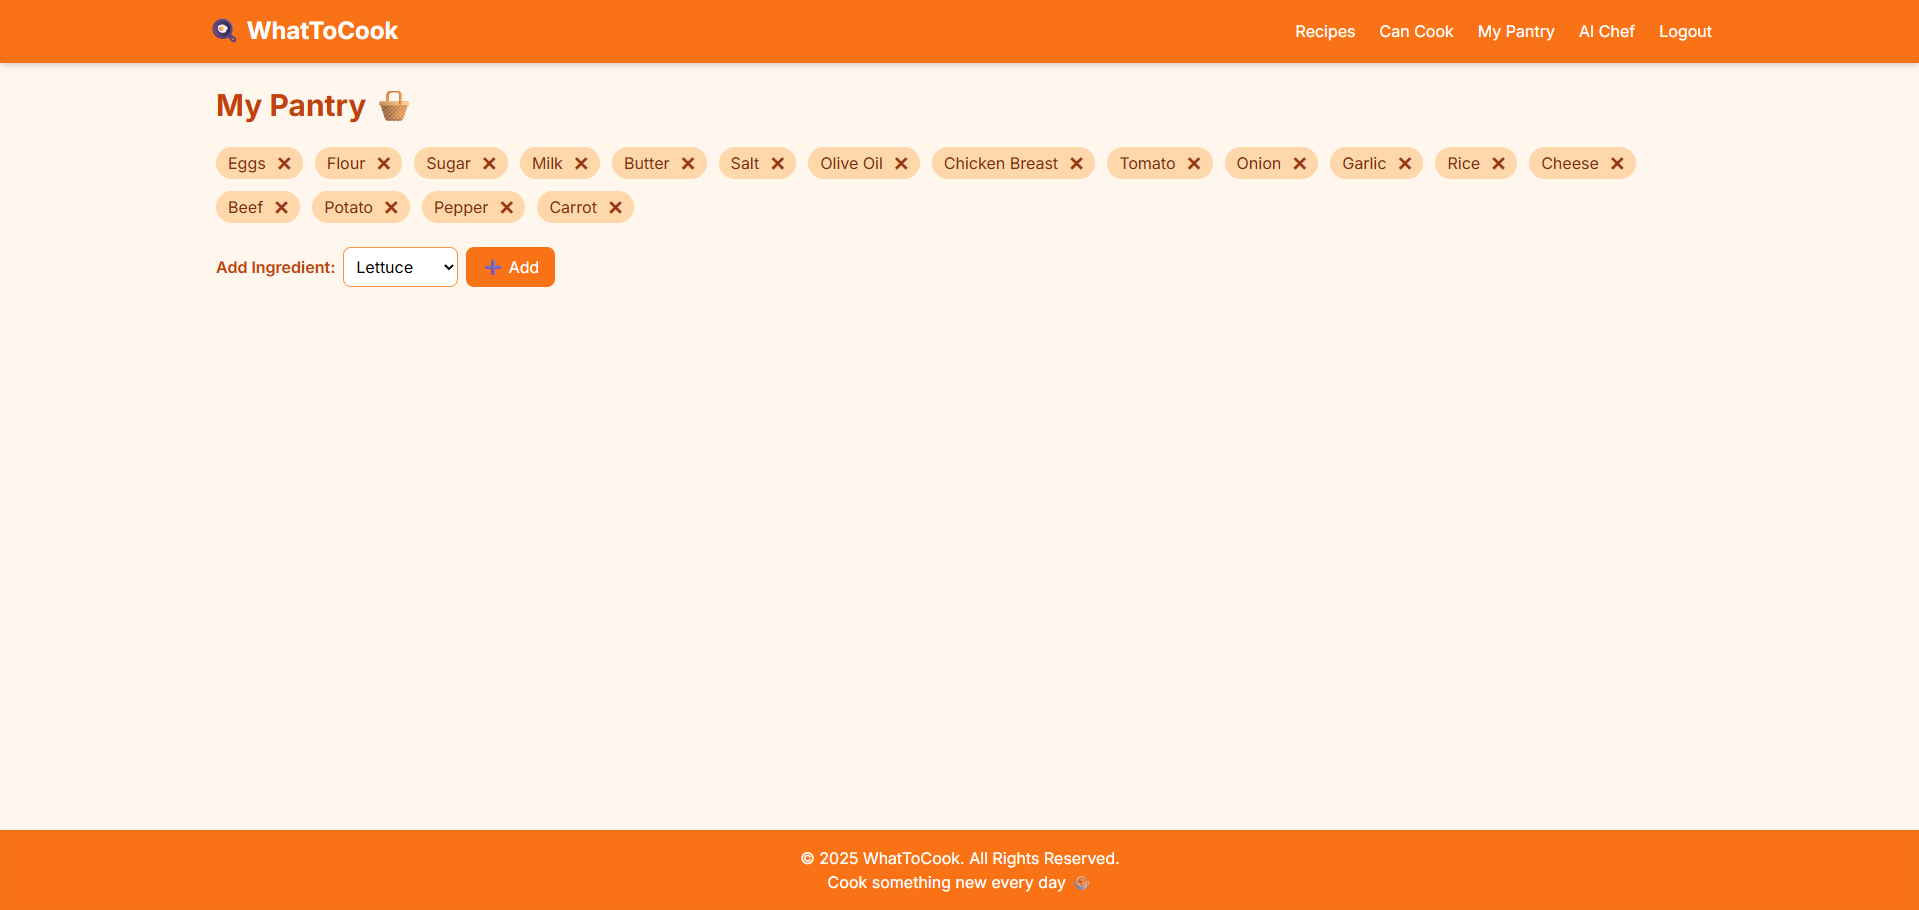 WhatToCook
Recipes Can Cook My Pantry AI Chef Logout
My Pantry
Eggs ✕ Flour ✕ Sugar ✕ Milk ✕ Butter ✕ Salt ✕ Olive Oil ✕ Chicken Breast ✕ Tomato ✕ Onion ✕ Garlic ✕ Rice ✕ Cheese ✕
Beef ✕ Potato ✕ Pepper ✕ Carrot ✕
Add Ingredient: Lettuce ➕ Add
© 2025 WhatToCook. All Rights Reserved.
Cook something new every day